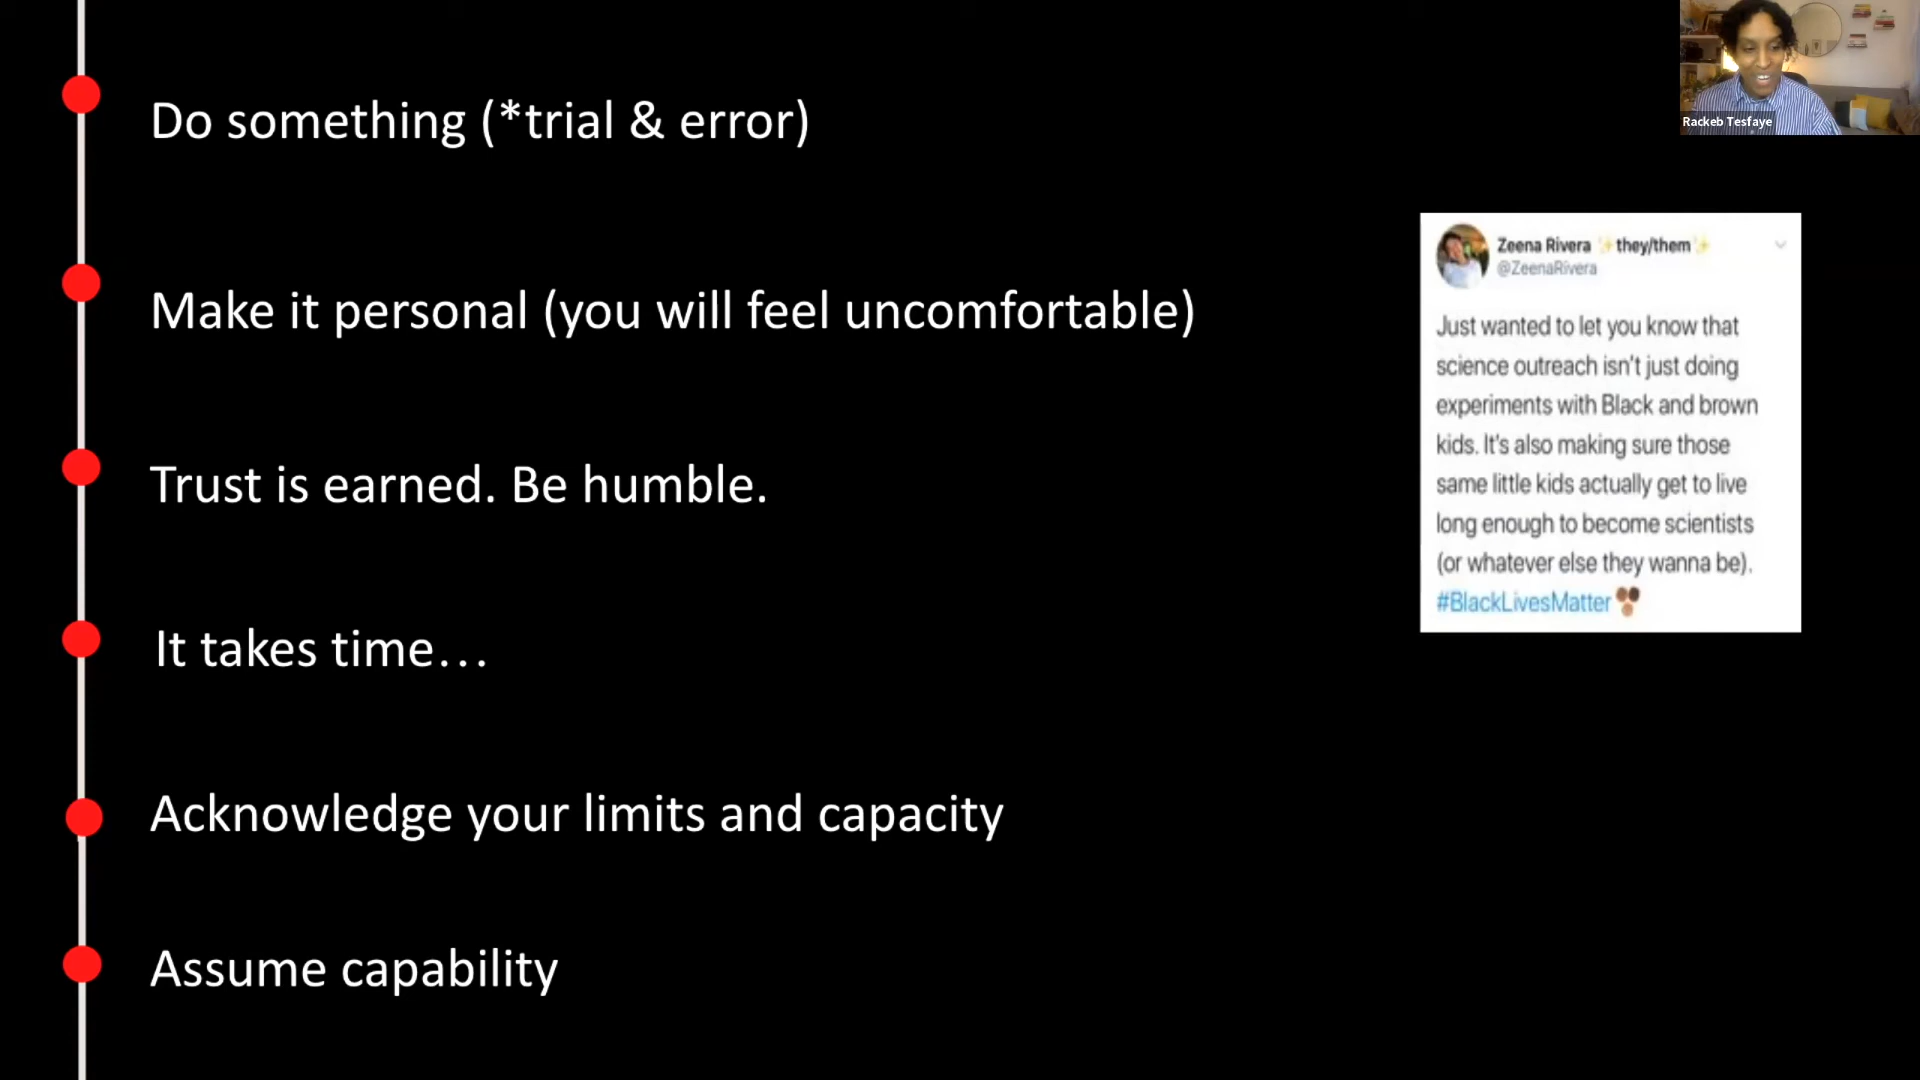 Do something (*trial & error)
Make it personal (you will feel uncomfortable)
Trust is earned. Be humble.
It takes time…
Acknowledge your limits and capacity
Assume capability
Rackeb Tesfaye
Zeena Rivera ✨they/them✨
@ZeenaRivera
Just wanted to let you know that
science outreach isn't just doing
experiments with Black and brown
kids. It's also making sure those
same little kids actually get to live
long enough to become scientists
(or whatever else they wanna be).
#BlackLivesMatter